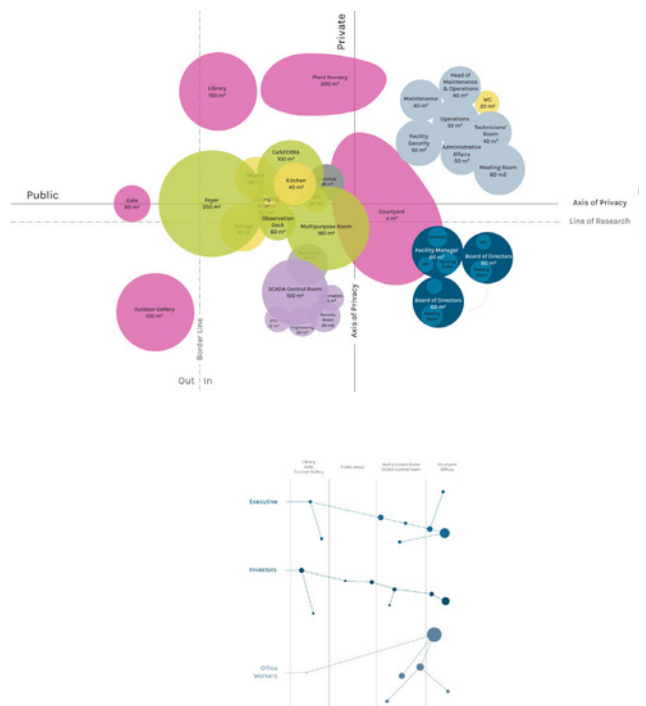 Private
Library
100 m²
Plant Nursery
200 m²
Head of
Maintenance
& Operations
40 m²
Maintenance
40 m²
WC
20 m²
Operations
50 m²
Technicians'
Room
40 m²
Facility
Security
50 m²
Administrative
Affairs
50 m²
Meeting Room
60 m2
CafeTERRA
100 m²
Kitchen
40 m²
Public
Gate
60 m²
Foyer
250 m²
Observation
Deck
60 m²
Multipurpose Room
160 m²
Courtyard
x m²
Axis of Privacy
Line of Research
Facility Manager
60 m²
Board of Directors
60 m²
Board of Directors
60 m²
SCADA Control Room
100 m²
Outdoor Gallery
150 m²
Border Line
Axis of Privacy
Out
In
Library
Gate
Outdoor Gallery
Public Areas
Multipurpose Room
SCADA Control Room
Courtyard
Offices
Executive
Investors
Office
Workers